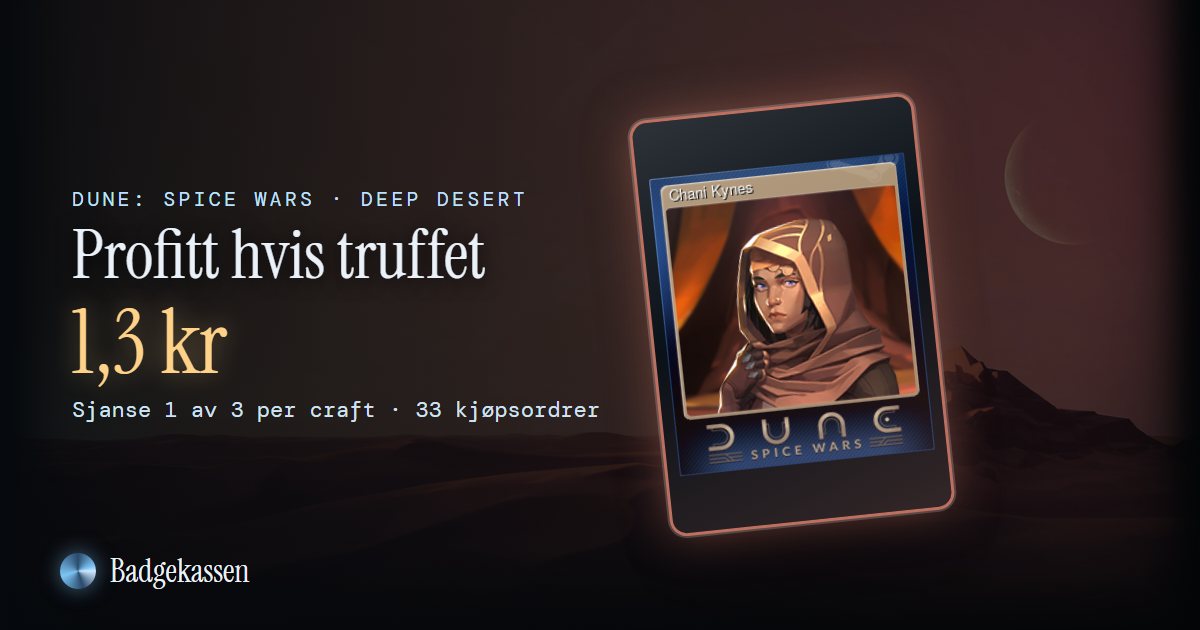 DUNE: SPICE WARS · DEEP DESERT
Profitt hvis truffet
1,3 kr
Sjanse 1 av 3 per craft · 33 kjøpsordrer
Badgekassen
Chani Kynes
DUNE
SPICE WARS